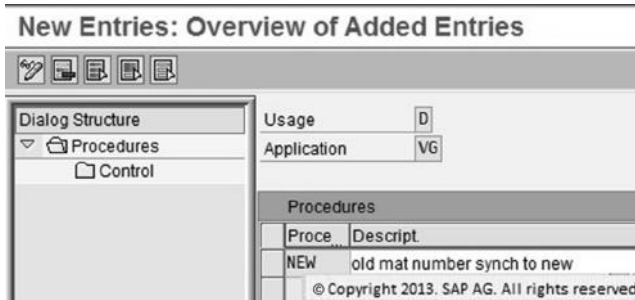 New Entries: Overview of Added Entries
Dialog Structure
Procedures
Control
Usage D
Application VG
Procedures
Proce... Descript.
NEW old mat number synch to new
© Copyright 2013. SAP AG. All rights reserved